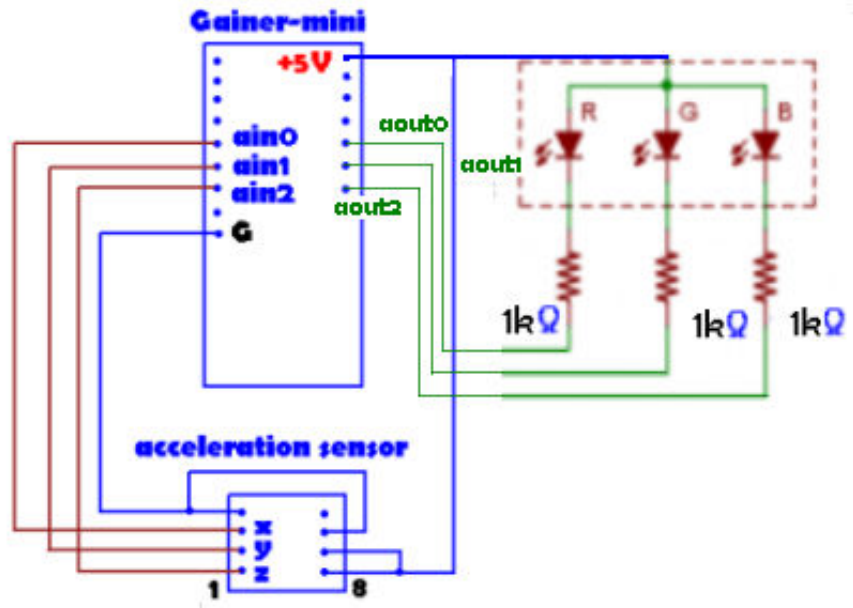 Gainer-mini
+5V
ain0
ain1
ain2
G
aout0
aout1
aout2
R
G
B
1kΩ
1kΩ
1kΩ
acceleration sensor
x
y
z
1
8